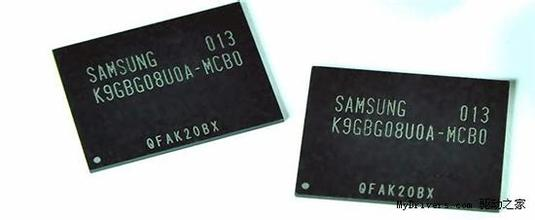 SAMSUNG 013
K9GBG08U0A-MCB0
QFAK20BX
SAMSUNG 013
K9GBG08U0A-MCB0
QFAK20BX
MyDrivers.com 驱动之家